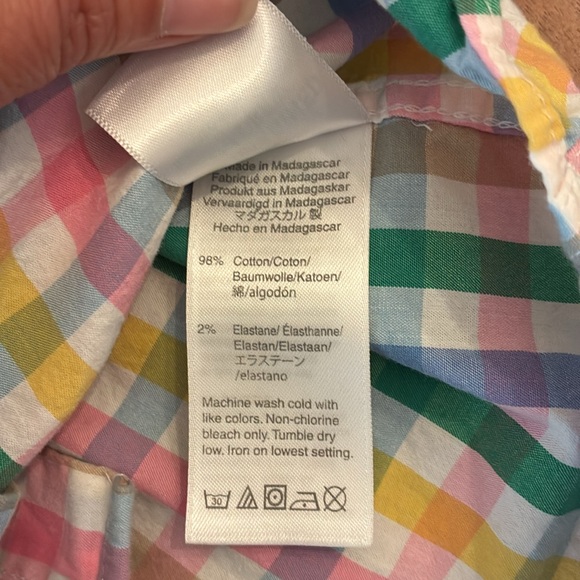 Made in Madagascar
Fabriqué en Madagascar
Produkt aus Madagaskar
Vervaardigd in Madagascar
マダガスカル 製
Hecho en Madagascar
98% Cotton/Coton/
Baumwolle/Katoen/
綿/algodón
2% Elastane/ Élasthanne/
Elastan/Elastaan/
エラステーン
/elastano
Machine wash cold with
like colors. Non-chlorine
bleach only. Tumble dry
low. Iron on lowest setting.
30